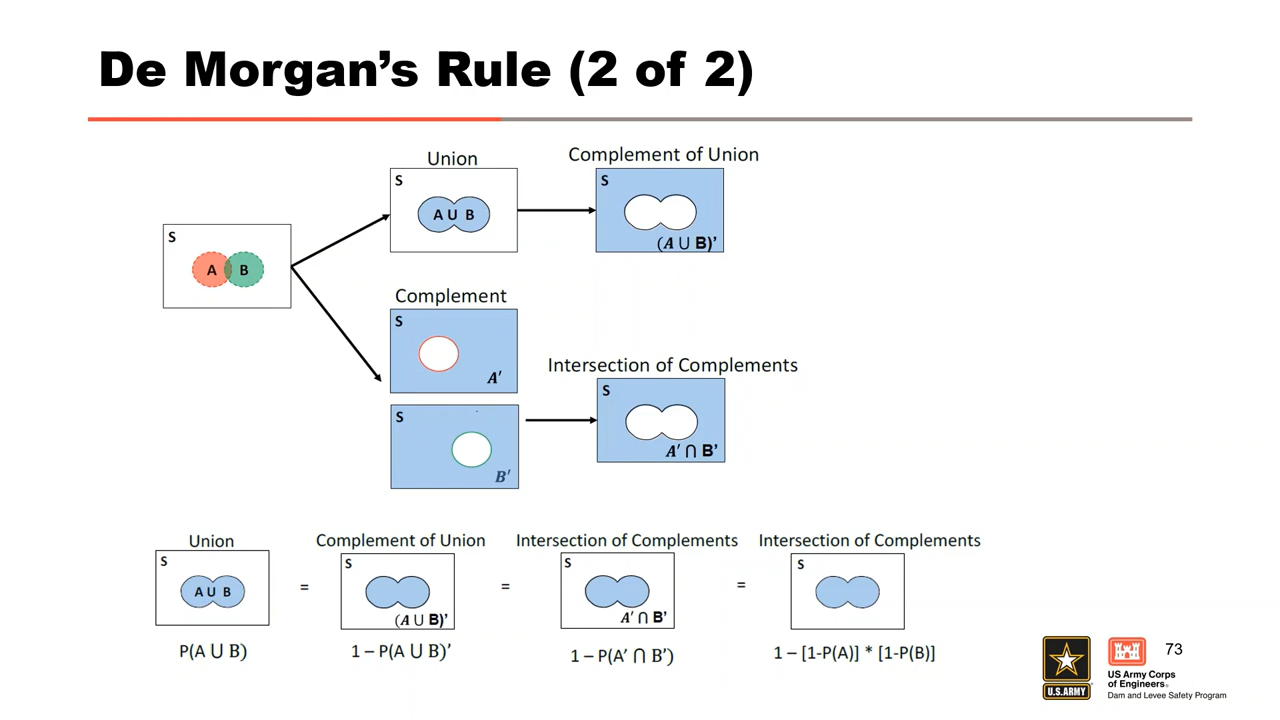 De Morgan’s Rule (2 of 2)
Union
S
A U B
Complement of Union
S
(A ∪ B)’
S
A B
Complement
S
A′
S
B′
Intersection of Complements
S
A′ ∩ B’
Union
S
A U B
P(A ⋃ B)
=
Complement of Union
S
(A ∪ B)’
1 – P(A ⋃ B)’
=
Intersection of Complements
S
A′ ∩ B’
1 – P(A’ ⋂ B’)
=
Intersection of Complements
S
1 – [1-P(A)] * [1-P(B)]
U.S.ARMY
US Army Corps
of Engineers®
Dam and Levee Safety Program
73